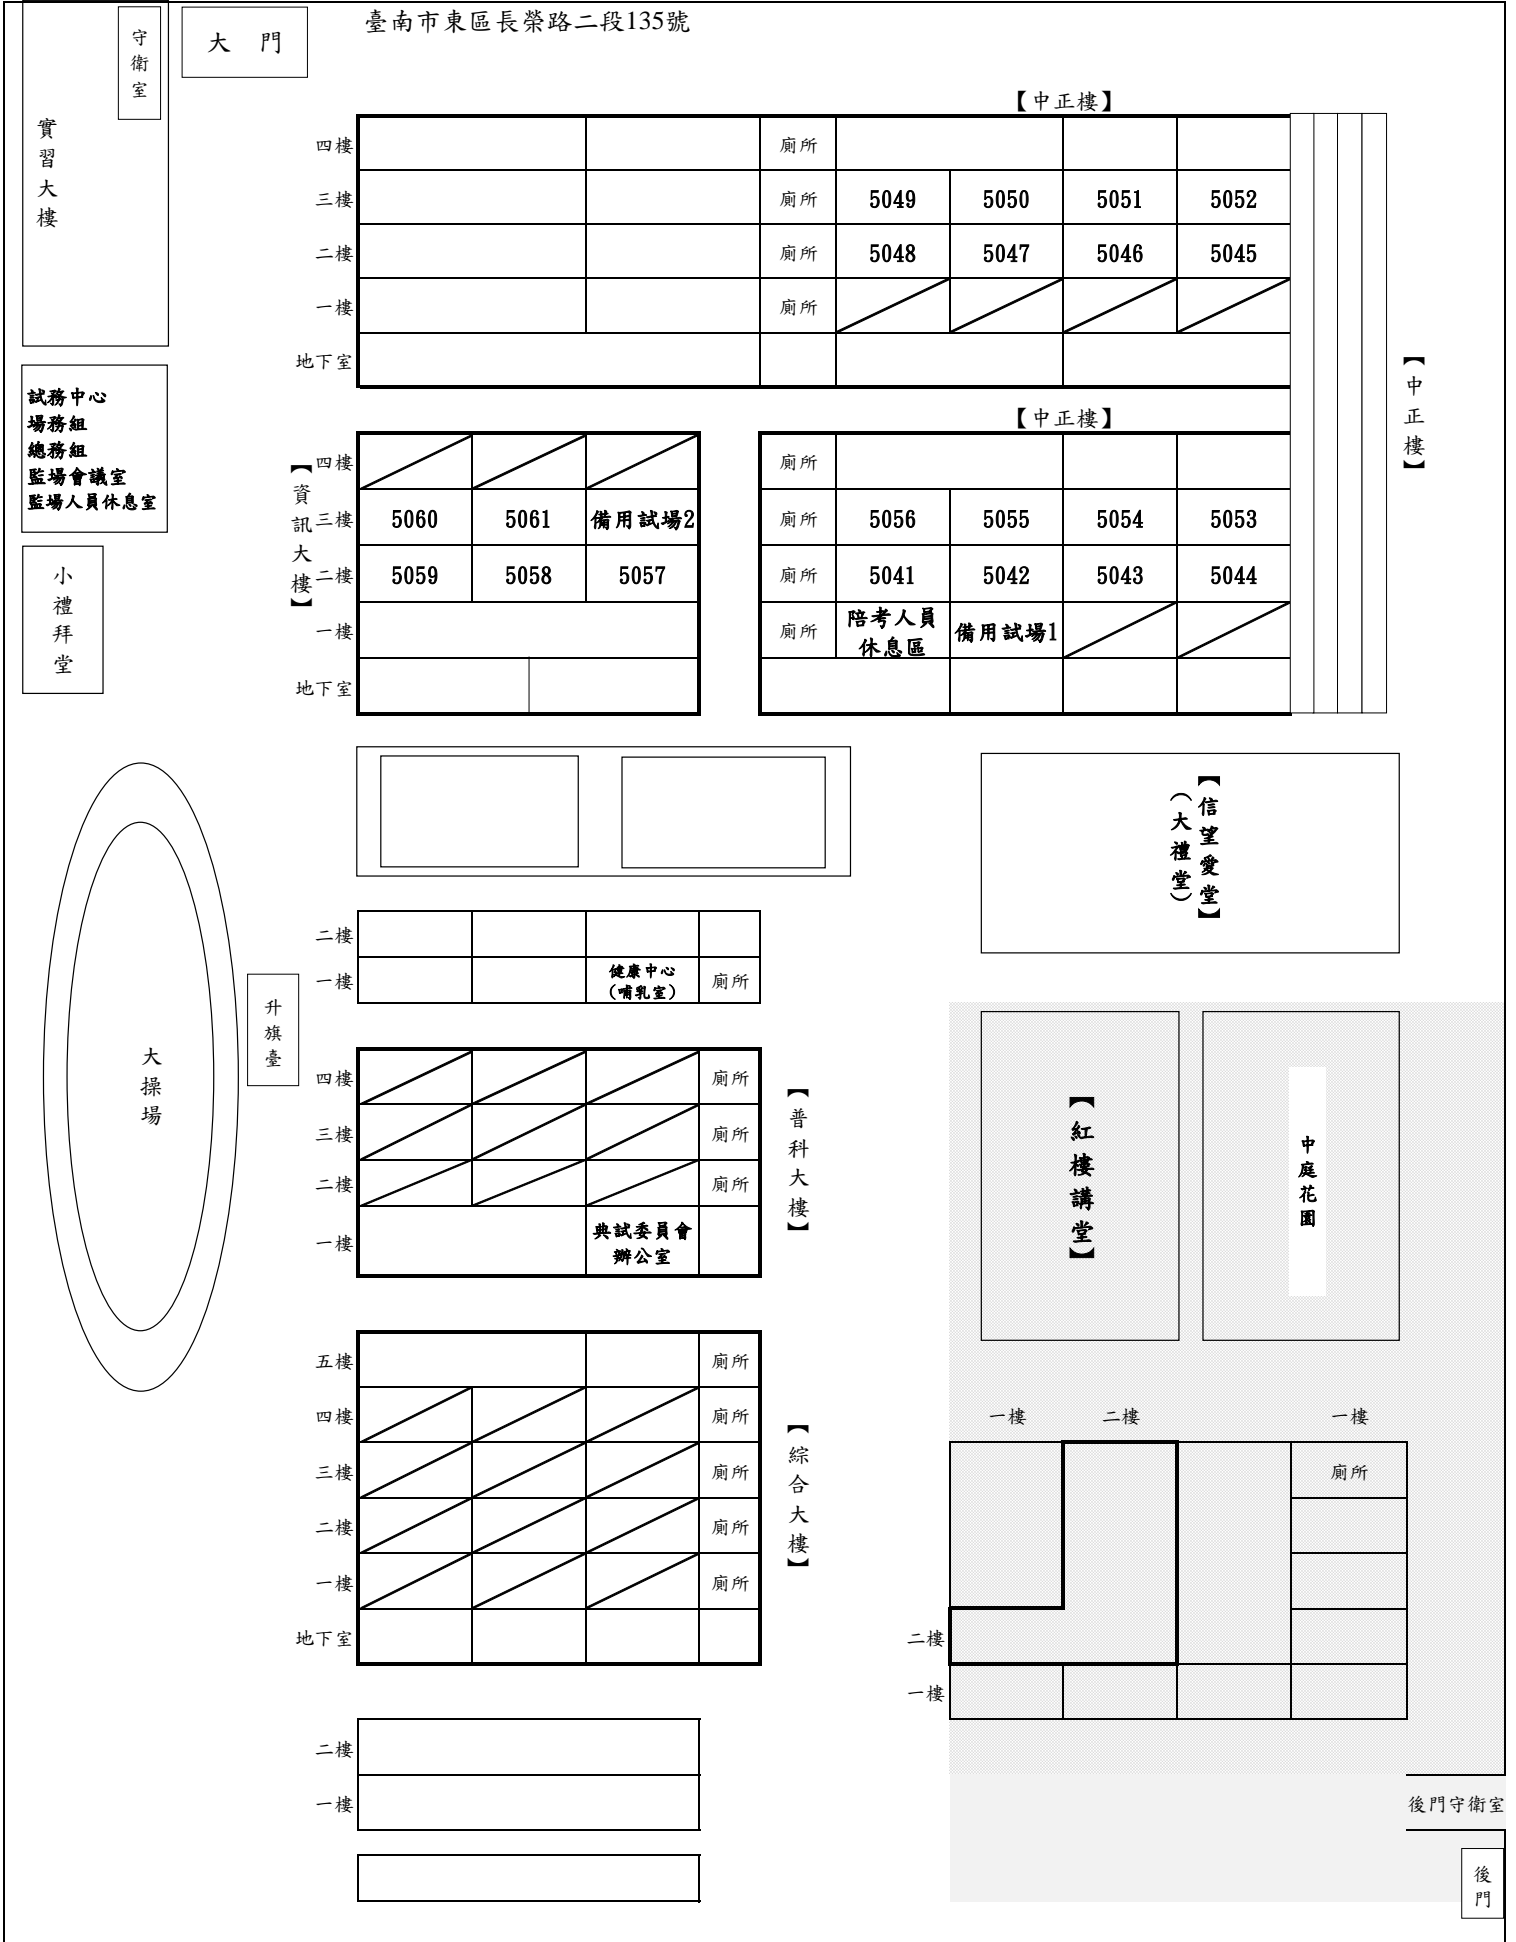 臺南市東區長榮路二段135號
守衛室
大門
實習大樓
【中正樓】
四樓 廁所
三樓 廁所 5049 5050 5051 5052
二樓 廁所 5048 5047 5046 5045
一樓 廁所
地下室
【中正樓】
試務中心
場務組
總務組
監場會議室
監場人員休息室
小禮拜堂
【資訊大樓】
四樓
三樓 5060 5061 備用試場2
二樓 5059 5058 5057
一樓
地下室
【中正樓】
廁所
廁所 5056 5055 5054 5053
廁所 5041 5042 5043 5044
廁所 陪考人員
休息區 備用試場1
【信望愛堂】
(大禮堂)
二樓
一樓 健康中心
(哺乳室) 廁所
升旗臺
大操場
四樓 廁所
三樓 廁所
二樓 廁所
一樓 典試委員會
辦公室
【普科大樓】
【紅樓講堂】
中庭花園
五樓 廁所
四樓 廁所
三樓 廁所
二樓 廁所
一樓 廁所
地下室
【綜合大樓】
一樓 二樓 一樓
廁所
二樓
一樓
二樓
一樓
後門守衛室
後門